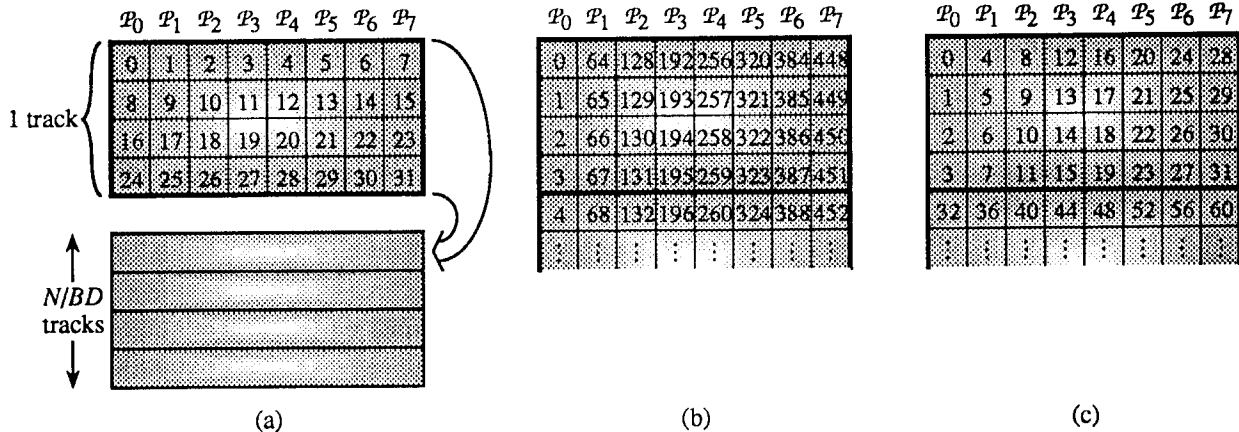 𝒫0 𝒫1 𝒫2 𝒫3 𝒫4 𝒫5 𝒫6 𝒫7
0 1 2 3 4 5 6 7
8 9 10 11 12 13 14 15
16 17 18 19 20 21 22 23
24 25 26 27 28 29 30 31
1 track
N/BD
tracks
(a)
𝒫0 𝒫1 𝒫2 𝒫3 𝒫4 𝒫5 𝒫6 𝒫7
0 64 128 192 256 320 384 448
1 65 129 193 257 321 385 449
2 66 130 194 258 322 386 450
3 67 131 195 259 323 387 451
4 68 132 196 260 324 388 452
⋮ ⋮ ⋮ ⋮ ⋮ ⋮ ⋮ ⋮
(b)
𝒫0 𝒫1 𝒫2 𝒫3 𝒫4 𝒫5 𝒫6 𝒫7
0 4 8 12 16 20 24 28
1 5 9 13 17 21 25 29
2 6 10 14 18 22 26 30
3 7 11 15 19 23 27 31
32 36 40 44 48 52 56 60
⋮ ⋮ ⋮ ⋮ ⋮ ⋮ ⋮ ⋮
(c)